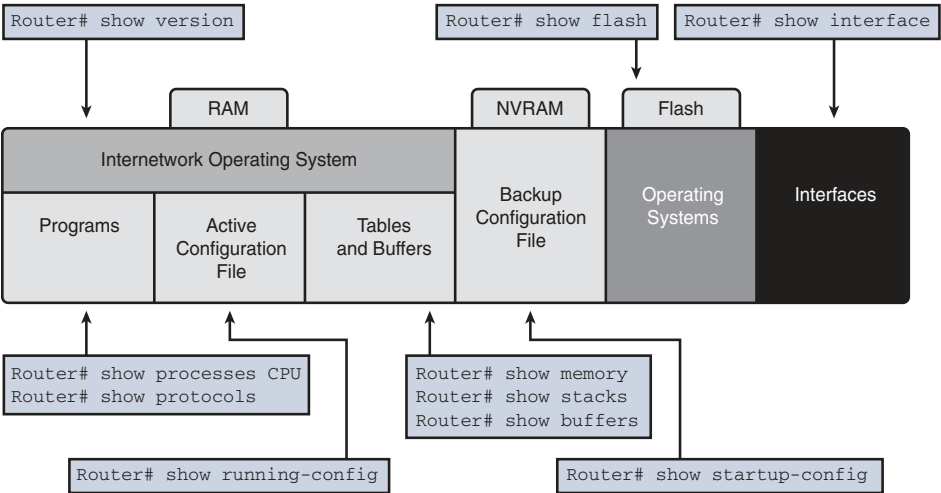 Router# show version
Router# show flash
Router# show interface
RAM
NVRAM
Flash
Internetwork Operating System
Programs
Active
Configuration
File
Tables
and Buffers
Backup
Configuration
File
Operating
Systems
Interfaces
Router# show processes CPU
Router# show protocols
Router# show memory
Router# show stacks
Router# show buffers
Router# show running-config
Router# show startup-config